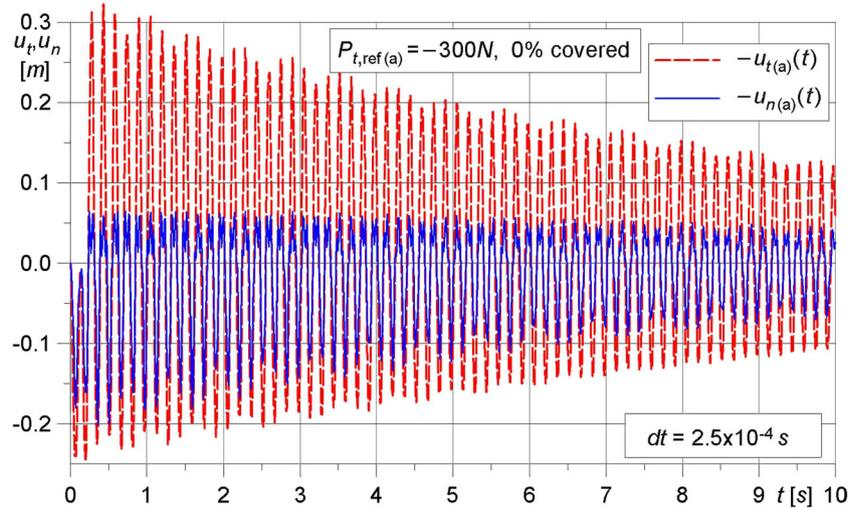 0.3
u_t,u_n
[m]
0.2
0.1
0.0
-0.1
-0.2
P_t,ref (a) = −300N, 0% covered
−u_t(a)(t)
−u_n(a)(t)
dt = 2.5x10^-4 s
0 1 2 3 4 5 6 7 8 9 t [s] 10